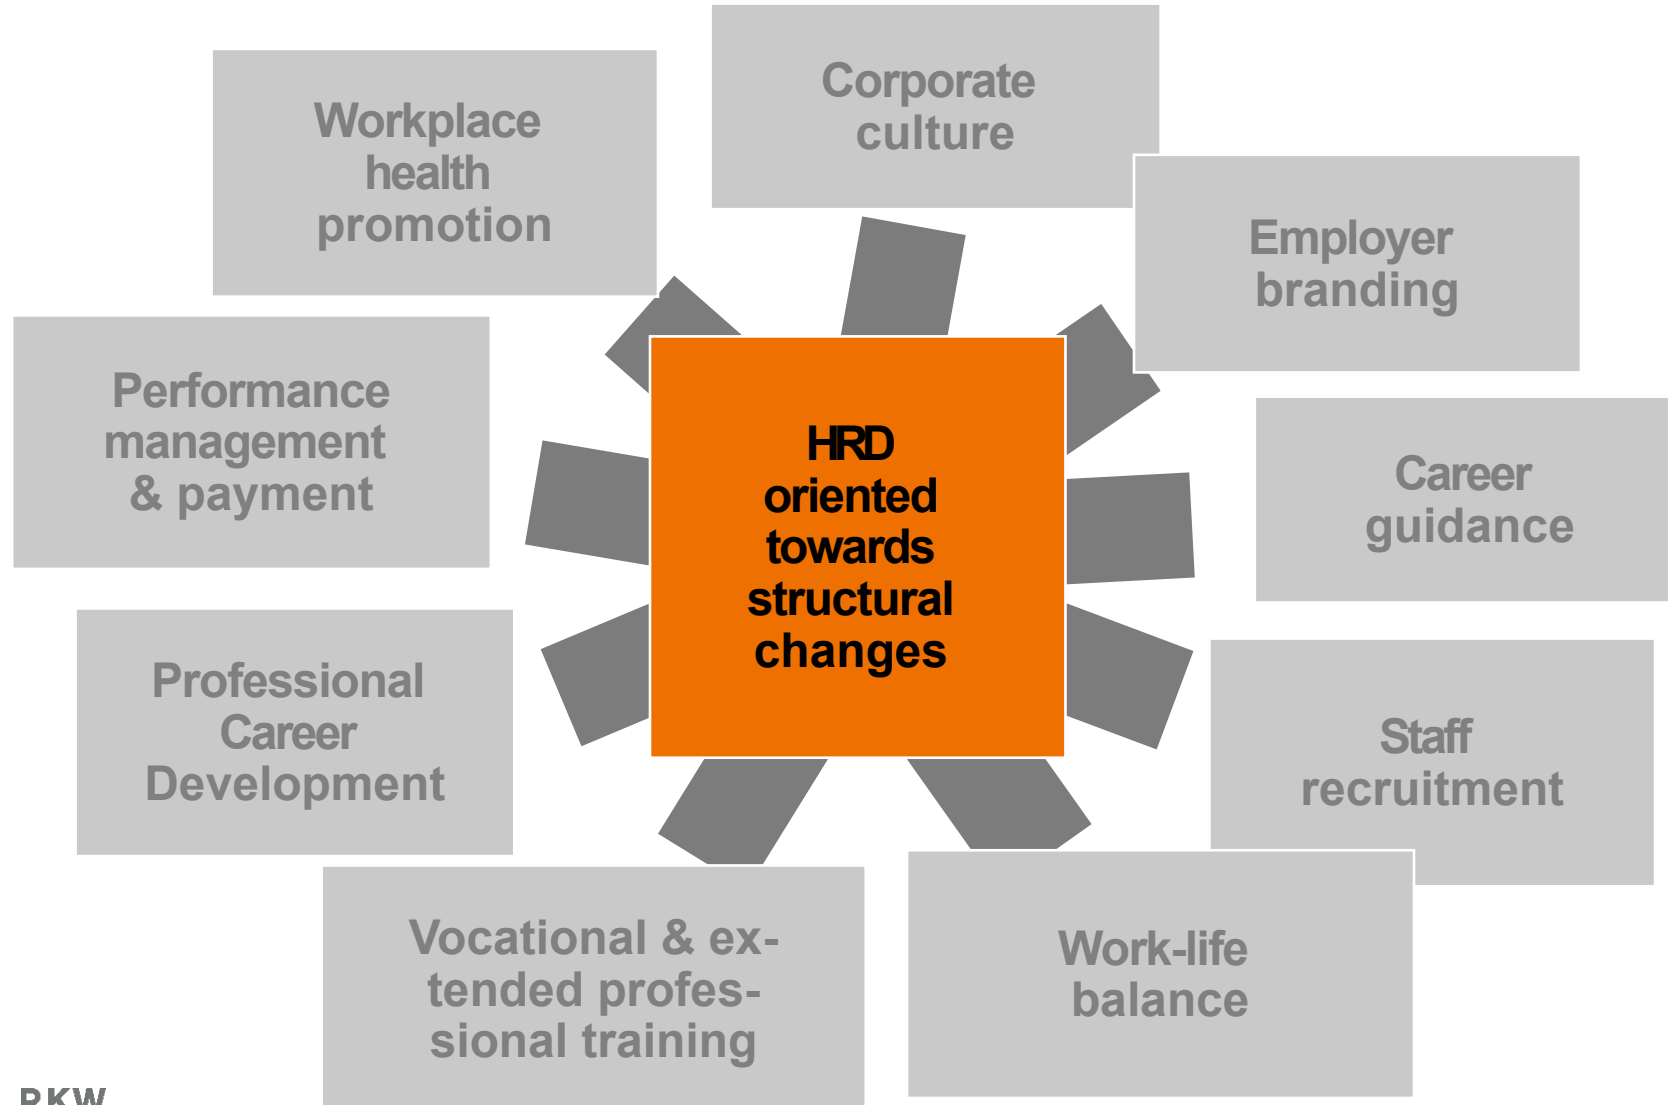 Corporate
culture
Workplace
health
promotion
Employer
branding
Performance
management
& payment
HRD
oriented
towards
structural
changes
Career
guidance
Professional
Career
Development
Staff
recruitment
Vocational & ex-
tended profes-
sional training
Work-life
balance
RKW